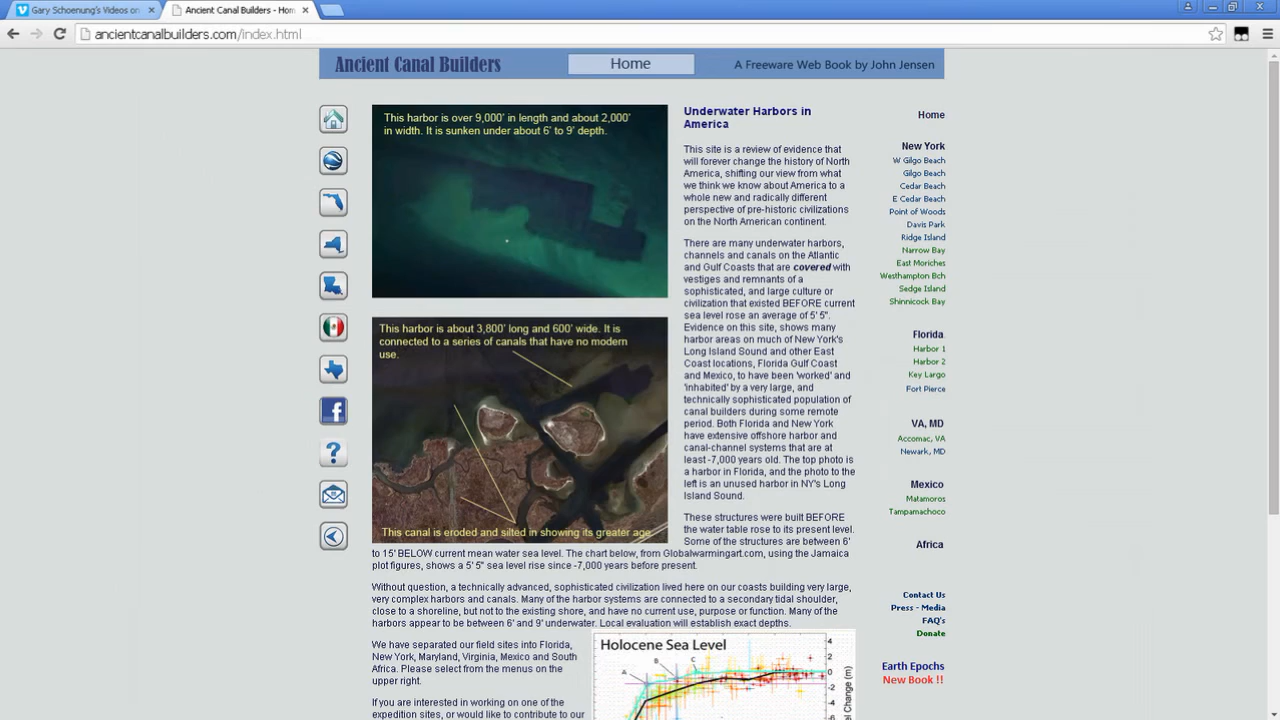 Gary Schoenung's Videos on
Ancient Canal Builders - Hom
ancientcanalbuilders.com/index.html
Ancient Canal Builders
Home
A Freeware Web Book by John Jensen
This harbor is over 9,000' in length and about 2,000'
in width. It is sunken under about 6' to 9' depth.
This harbor is about 3,800' long and 600' wide. It is
connected to a series of canals that have no modern
use.
This canal is eroded and silted in showing its greater age.
Underwater Harbors in
America
This site is a review of evidence that
will forever change the history of North
America, shifting our view from what
we think we know about America to a
whole new and radically different
perspective of pre-historic civilizations
on the North American continent.
There are many underwater harbors,
channels and canals on the Atlantic
and Gulf Coasts that are covered with
vestiges and remnants of a
sophisticated, and large culture or
civilization that existed BEFORE current
sea level rose an average of 5' 5".
Evidence on this site, shows many
harbor areas on much of New York's
Long Island Sound and other East
Coast locations, Florida Gulf Coast
and Mexico, to have been 'worked' and
'inhabited' by a very large, and
technically sophisticated population of
canal builders during some remote
period. Both Florida and New York
have extensive offshore harbor and
canal-channel systems that are at
least -7,000 years old. The top photo is
a harbor in Florida, and the photo to the
left is an unused harbor in NY's Long
Island Sound.
These structures were built BEFORE
the water table rose to its present level.
Some of the structures are between 6'
to 15' BELOW current mean water sea level. The chart below, from Globalwarmingart.com, using the Jamaica
plot figures, shows a 5' 5" sea level rise since -7,000 years before present.
Without question, a technically advanced, sophisticated civilization lived here on our coasts building very large,
very complex harbors and canals. Many of the harbor systems are connected to a secondary tidal shoulder,
close to a shoreline, but not to the existing shore, and have no current use, purpose or function. Many of the
harbors appear to be between 6' and 9' underwater. Local evaluation will establish exact depths.
We have separated our field sites into Florida,
New York, Maryland, Virginia, Mexico and South
Africa. Please select from the menus on the
upper right.
If you are interested in working on one of the
expedition sites, or would like to contribute to our
Holocene Sea Level
A
B
C
4
2
0
-2
-4
-6
el Change (m)
Home
New York
W Gilgo Beach
Gilgo Beach
Cedar Beach
E Cedar Beach
Point of Woods
Davis Park
Ridge Island
Narrow Bay
East Moriches
Westhampton Bch
Sedge Island
Shinnicock Bay
Florida
Harbor 1
Harbor 2
Key Largo
Fort Pierce
VA, MD
Accomac, VA
Newark, MD
Mexico
Matamoros
Tampamachoco
Africa
Contact Us
Press - Media
FAQ's
Donate
Earth Epochs
New Book !!